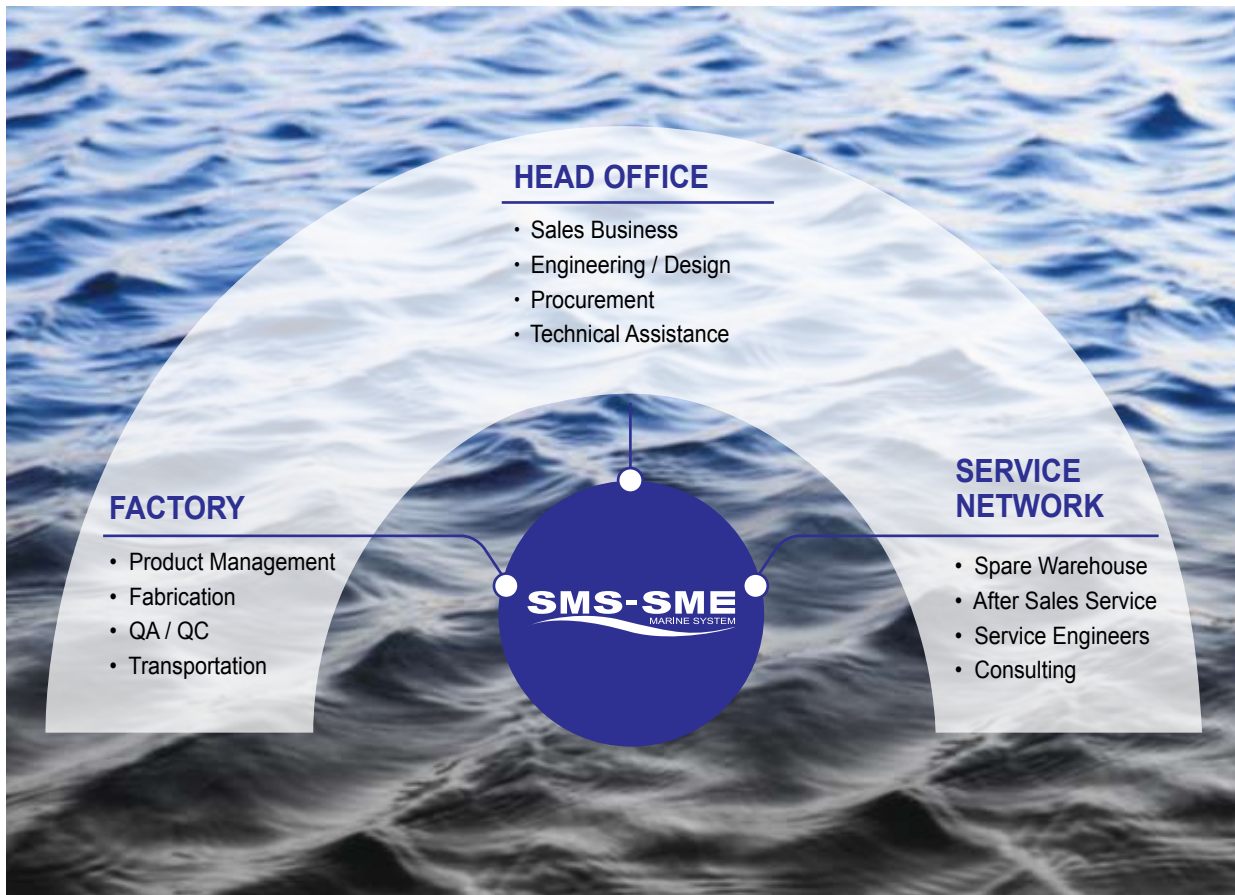 HEAD OFFICE
• Sales Business
• Engineering / Design
• Procurement
• Technical Assistance
FACTORY
• Product Management
• Fabrication
• QA / QC
• Transportation
SERVICE
NETWORK
• Spare Warehouse
• After Sales Service
• Service Engineers
• Consulting
SMS-SME
MARINE SYSTEM